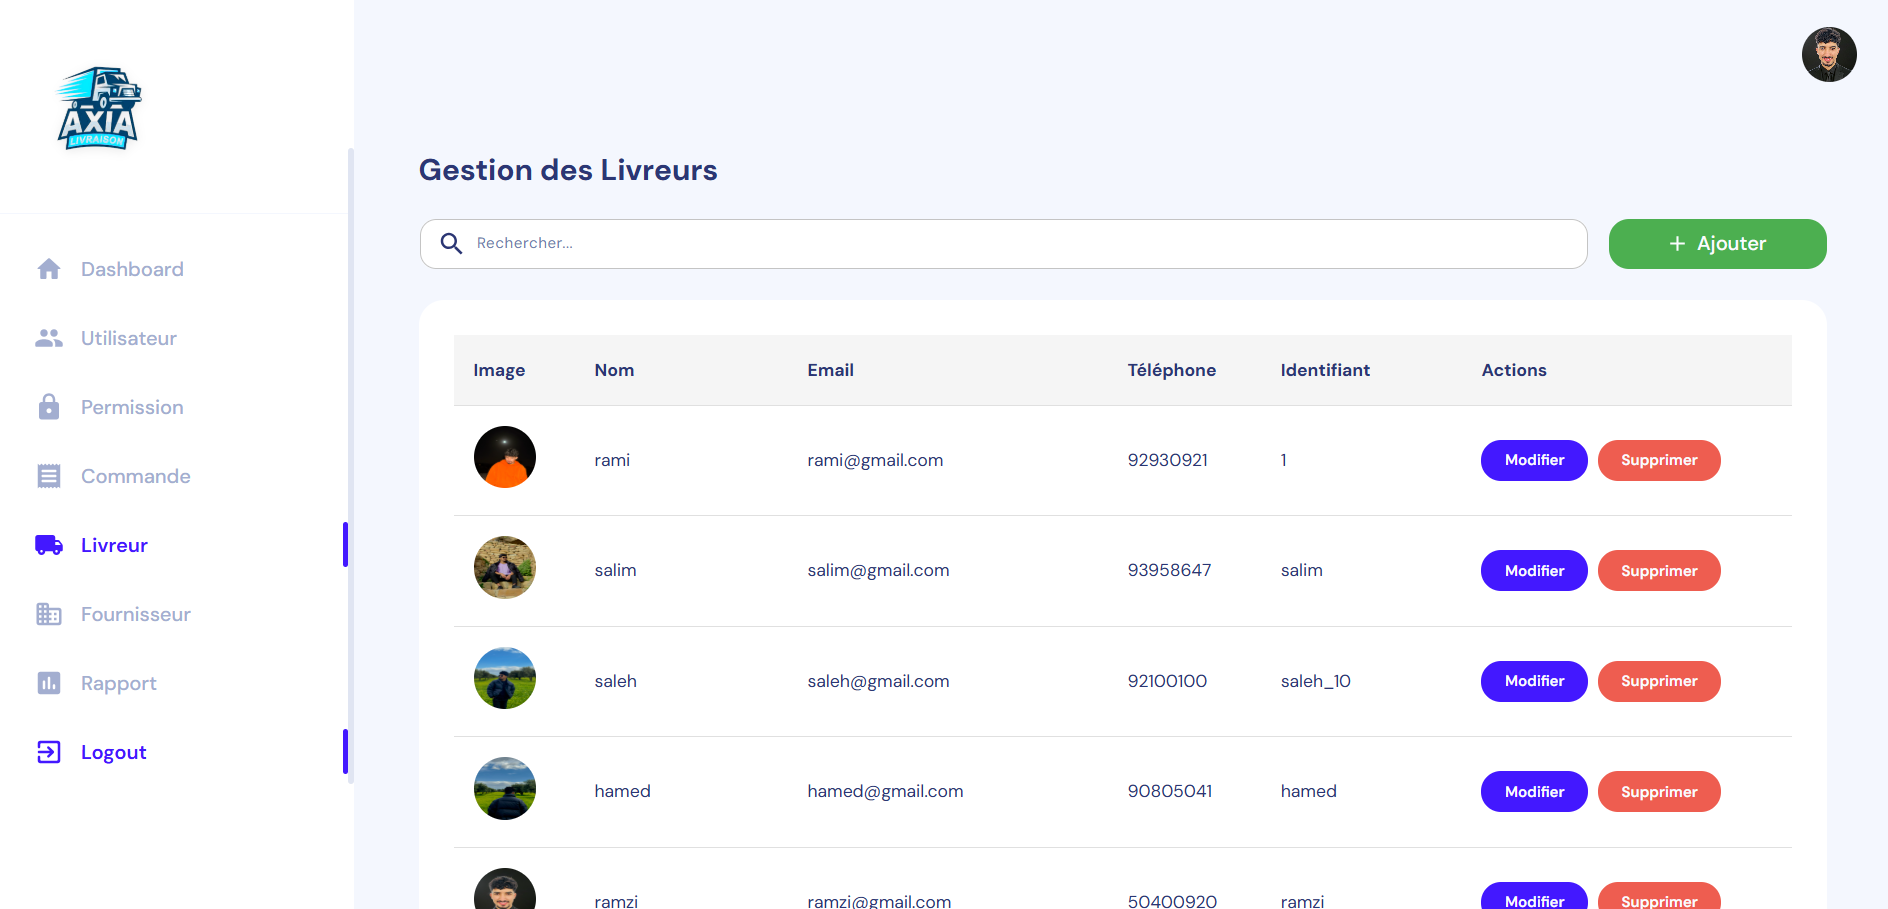 AXIA
LIVRAISON
Dashboard
Utilisateur
Permission
Commande
Livreur
Fournisseur
Rapport
Logout
Gestion des Livreurs
Rechercher...
+ Ajouter
Image Nom Email Téléphone Identifiant Actions
rami rami@gmail.com 92930921 1 Modifier Supprimer
salim salim@gmail.com 93958647 salim Modifier Supprimer
saleh saleh@gmail.com 92100100 saleh_10 Modifier Supprimer
hamed hamed@gmail.com 90805041 hamed Modifier Supprimer
ramzi ramzi@gmail.com 50400920 ramzi Modifier Supprimer